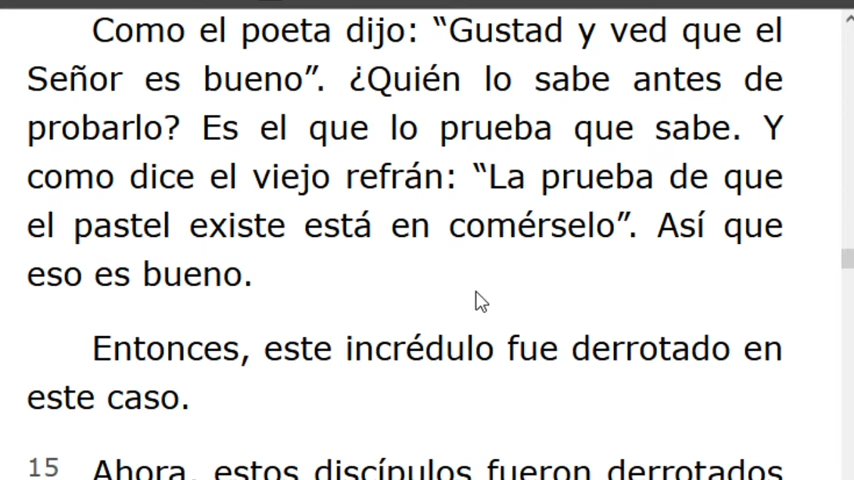 Como el poeta dijo: “Gustad y ved que el
Señor es bueno”. ¿Quién lo sabe antes de
probarlo? Es el que lo prueba que sabe. Y
como dice el viejo refrán: “La prueba de que
el pastel existe está en comérselo”. Así que
eso es bueno.
Entonces, este incrédulo fue derrotado en
este caso.
15 Ahora, estos discípulos fueron derrotados